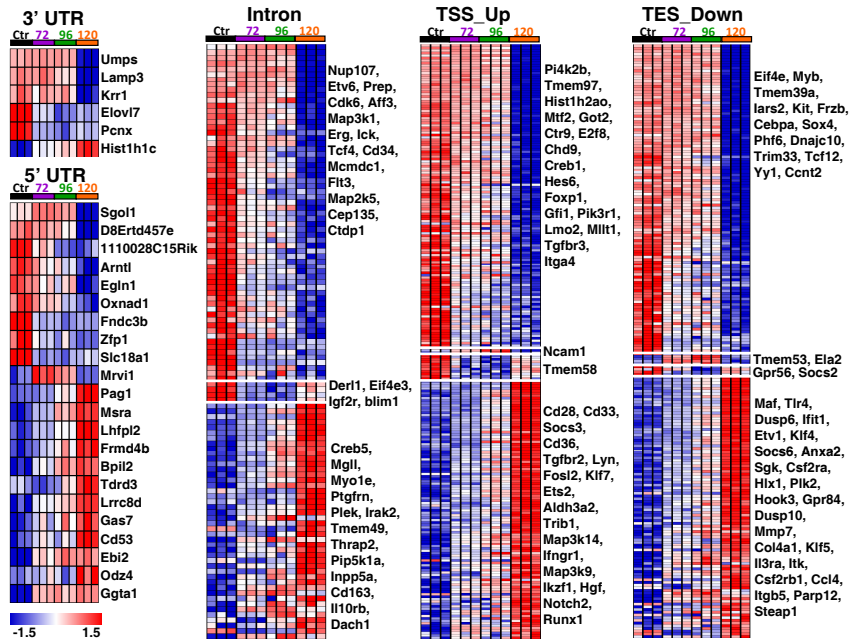 3' UTR
Ctr 72 96 120
Umps
Lamp3
Krr1
Elovl7
Pcnx
Hist1h1c
5' UTR
Ctr 72 96 120
Sgol1
D8Ertd457e
1110028C15Rik
Arntl
Egln1
Oxnad1
Fndc3b
Zfp1
Slc18a1
Mrvi1
Pag1
Msra
Lhfpl2
Frmd4b
Bpil2
Tdrd3
Lrrc8d
Gas7
Cd53
Ebi2
Odz4
Ggta1
-1.5 1.5
Intron
Ctr 72 96 120
Nup107,
Etv6, Prep,
Cdk6, Aff3,
Map3k1,
Erg, Ick,
Tcf4, Cd34,
Mcmdc1,
Flt3,
Map2k5,
Cep135,
Ctdp1
Derl1, Eif4e3,
Igf2r, blim1
Creb5,
Mgll,
Myo1e,
Ptgfrn,
Plek, Irak2,
Tmem49,
Thrap2,
Pip5k1a,
Inpp5a,
Cd163,
Il10rb,
Dach1
TSS_Up
Ctr 72 96 120
Pi4k2b,
Tmem97,
Hist1h2ao,
Mtf2, Got2,
Ctr9, E2f8,
Chd9,
Creb1,
Hes6,
Foxp1,
Gfi1, Pik3r1,
Lmo2, Mllt1,
Tgfbr3,
Itga4
Ncam1
Tmem58
Cd28, Cd33,
Socs3,
Cd36,
Tgfbr2, Lyn,
Fosl2, Klf7,
Ets2,
Aldh3a2,
Trib1,
Map3k14,
Ifngr1,
Map3k9,
Ikzf1, Hgf,
Notch2,
Runx1
TES_Down
Ctr 72 96 120
Eif4e, Myb,
Tmem39a,
Iars2, Kit, Frzb,
Cebpa, Sox4,
Phf6, Dnajc10,
Trim33, Tcf12,
Yy1, Ccnt2
Tmem53, Ela2
Gpr56, Socs2
Maf, Tlr4,
Dusp6, Ifit1,
Etv1, Klf4,
Socs6, Anxa2,
Sgk, Csf2ra,
Hlx1, Plk2,
Hook3, Gpr84,
Dusp10,
Mmp7,
Col4a1, Klf5,
Il3ra, Itk,
Csf2rb1, Ccl4,
Itgb5, Parp12,
Steap1